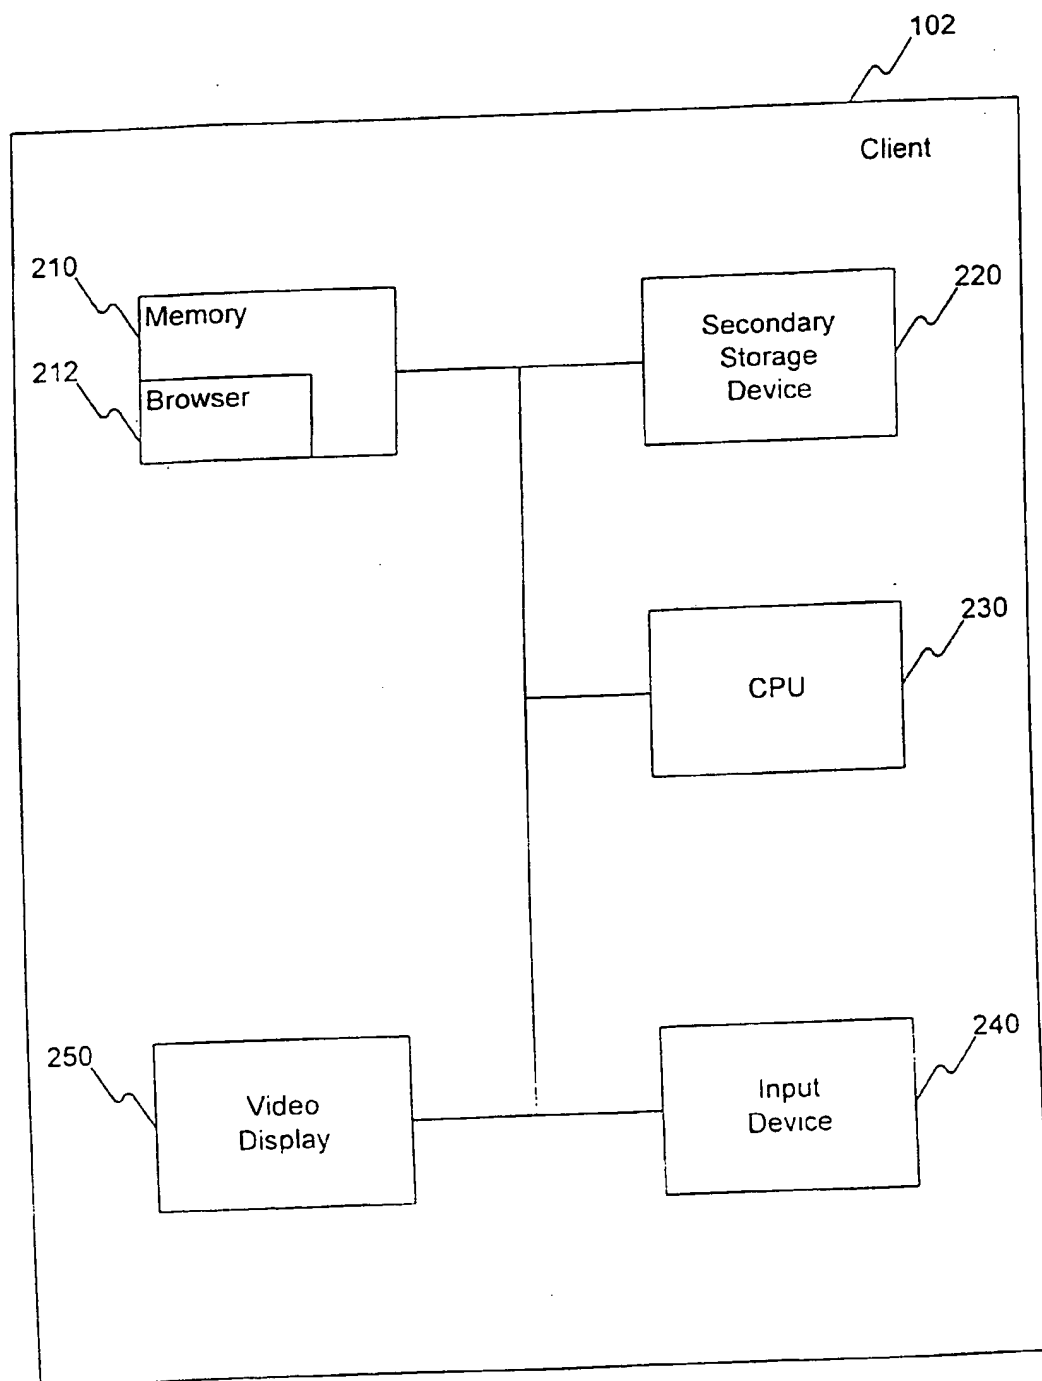 102
Client
210
Memory
212
Browser
220
Secondary
Storage
Device
230
CPU
250
Video
Display
240
Input
Device